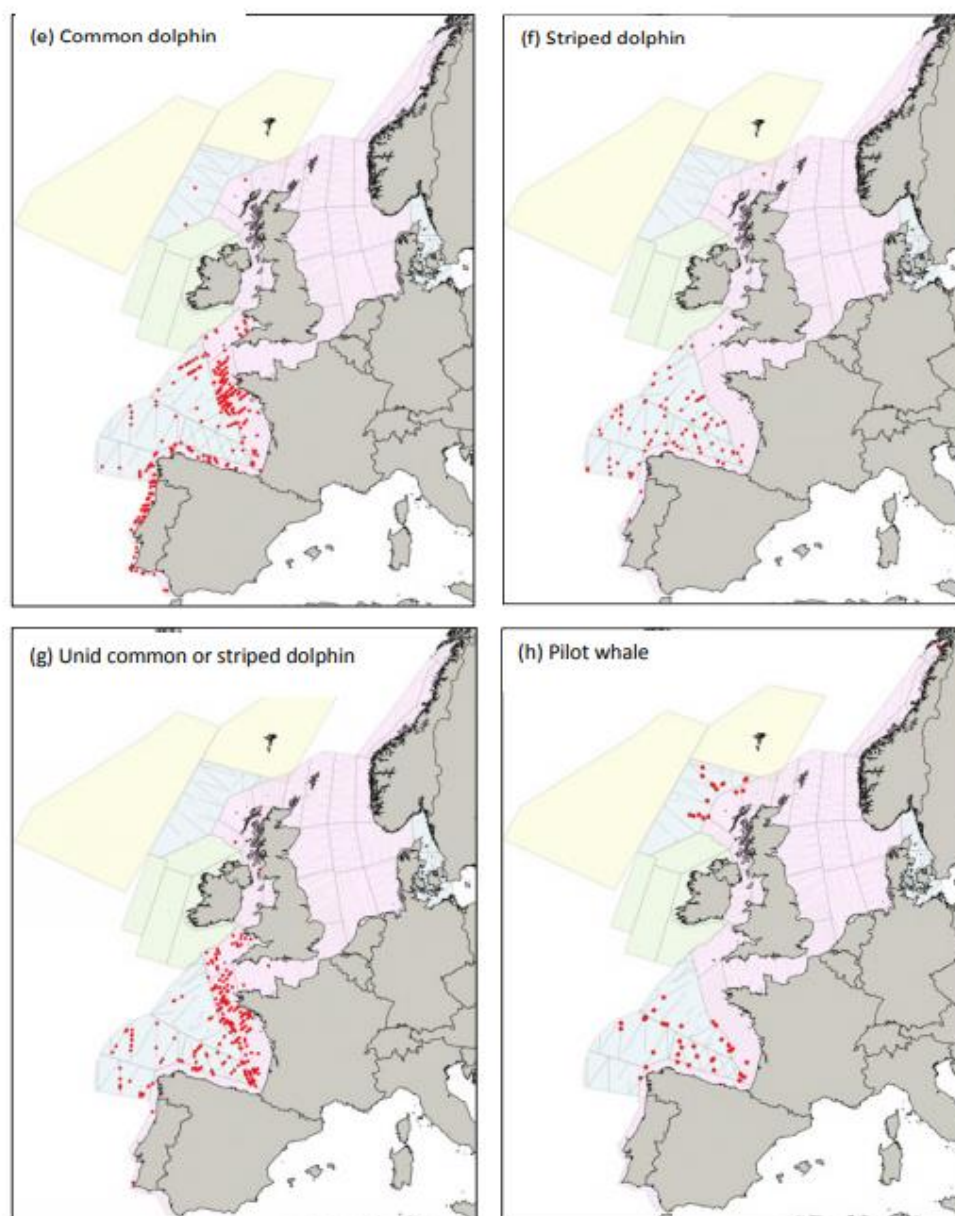 (e) Common dolphin
(f) Striped dolphin
(g) Unid common or striped dolphin
(h) Pilot whale